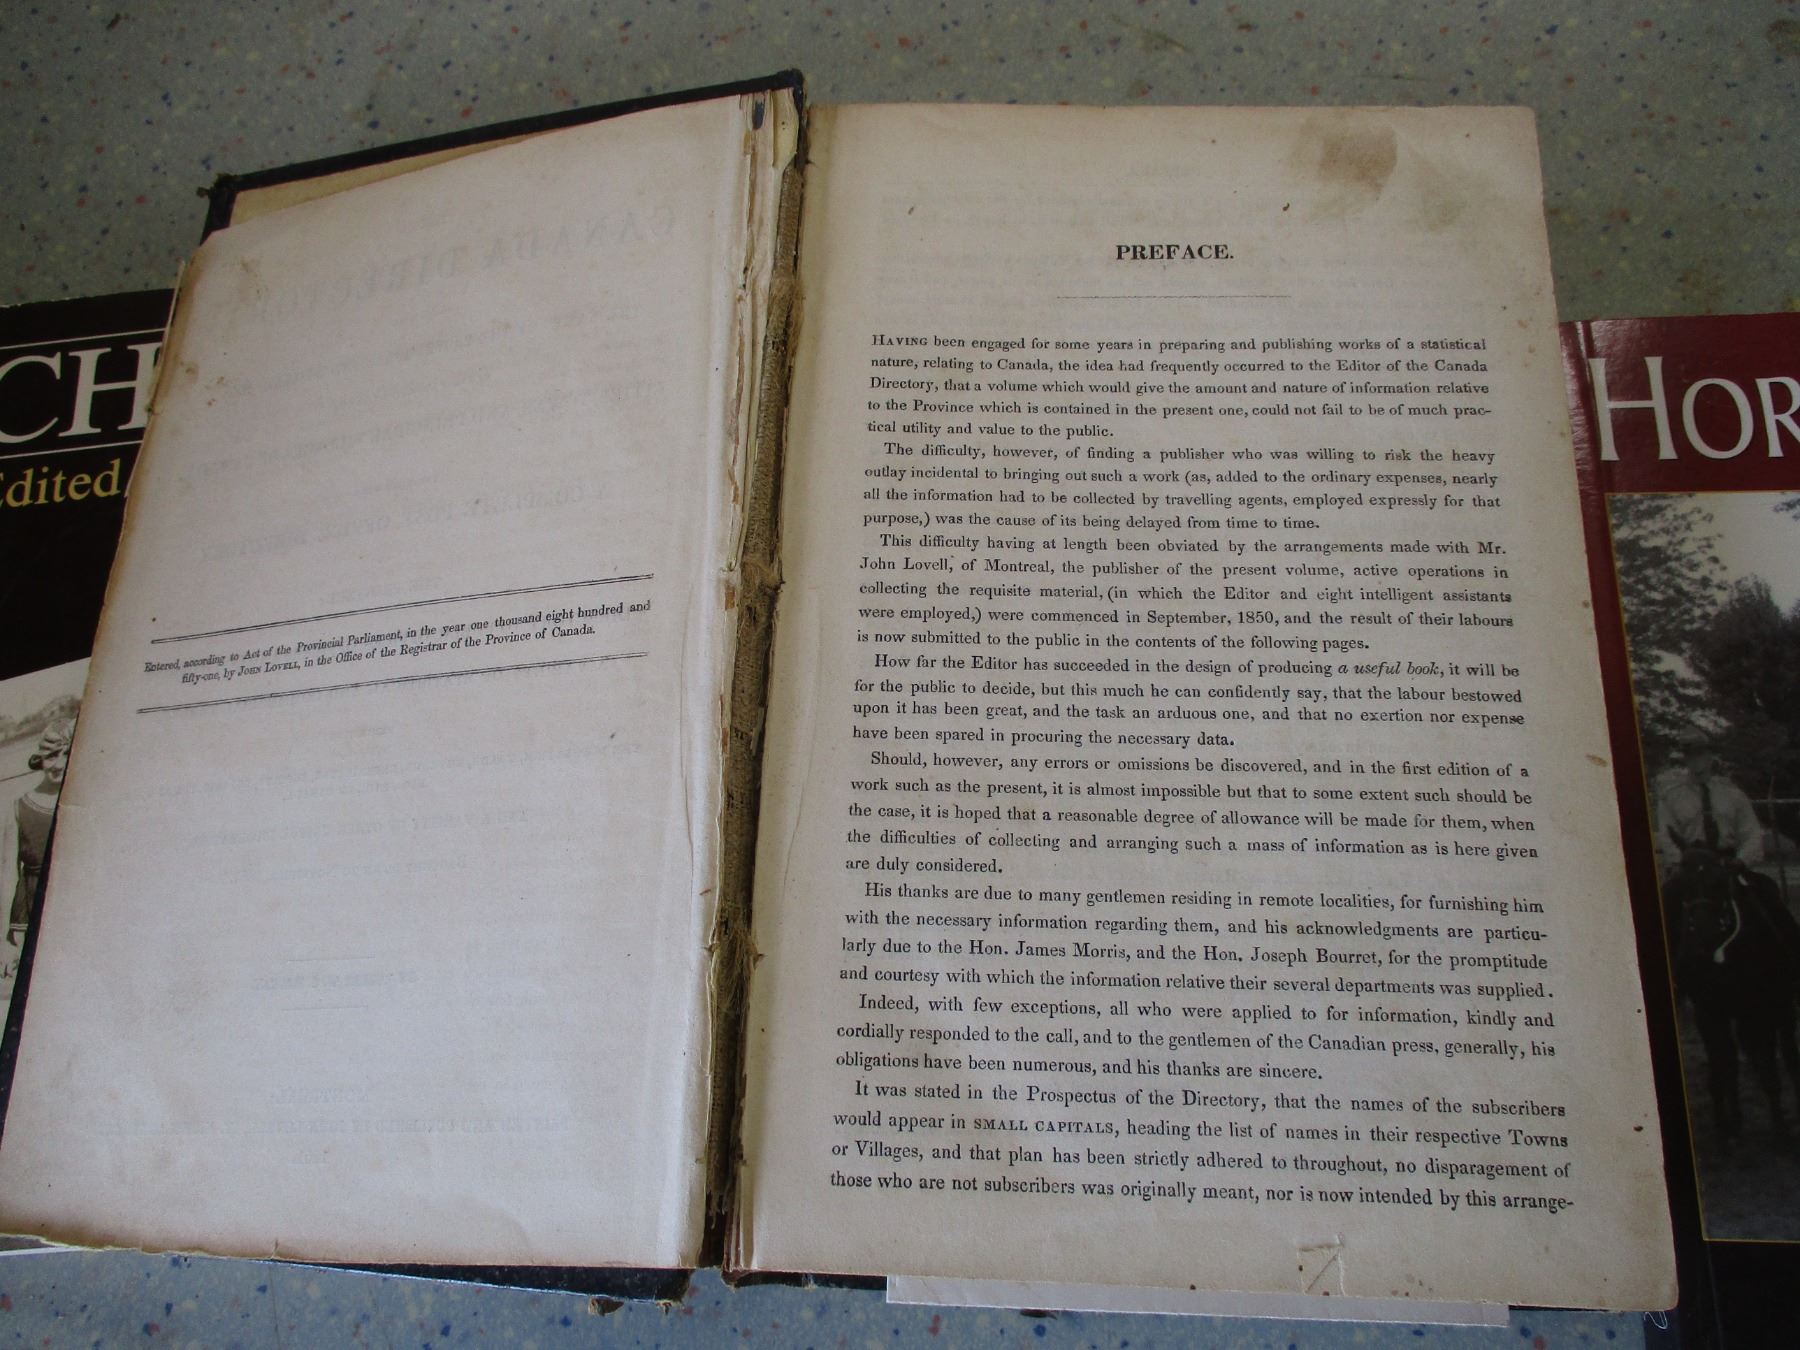 CH
Edited
Entered, according to Act of the Provincial Parliament, in the year one thousand eight hundred and
fifty-one, by JOHN LOVELL, in the Office of the Registrar of the Province of Canada.
PREFACE.
HAVING been engaged for some years in preparing and publishing works of a statistical
nature, relating to Canada, the idea had frequently occurred to the Editor of the Canada
Directory, that a volume which would give the amount and nature of information relative
to the Province which is contained in the present one, could not fail to be of much prac-
tical utility and value to the public.
The difficulty, however, of finding a publisher who was willing to risk the heavy
outlay incidental to bringing out such a work (as, added to the ordinary expenses, nearly
all the information had to be collected by travelling agents, employed expressly for that
purpose,) was the cause of its being delayed from time to time.
This difficulty having at length been obviated by the arrangements made with Mr.
John Lovell, of Montreal, the publisher of the present volume, active operations in
collecting the requisite material, (in which the Editor and eight intelligent assistants
were employed,) were commenced in September, 1850, and the result of their labours
is now submitted to the public in the contents of the following pages.
How far the Editor has succeeded in the design of producing a useful book, it will be
for the public to decide, but this much he can confidently say, that the labour bestowed
upon it has been great, and the task an arduous one, and that no exertion nor expense
have been spared in procuring the necessary data.
Should, however, any errors or omissions be discovered, and in the first edition of a
work such as the present, it is almost impossible but that to some extent such should be
the case, it is hoped that a reasonable degree of allowance will be made for them, when
the difficulties of collecting and arranging such a mass of information as is here given
are duly considered.
His thanks are due to many gentlemen residing in remote localities, for furnishing him
with the necessary information regarding them, and his acknowledgments are particu-
larly due to the Hon. James Morris, and the Hon. Joseph Bourret, for the promptitude
and courtesy with which the information relative their several departments was supplied.
Indeed, with few exceptions, all who were applied to for information, kindly and
cordially responded to the call, and to the gentlemen of the Canadian press, generally, his
obligations have been numerous, and his thanks are sincere.
It was stated in the Prospectus of the Directory, that the names of the subscribers
would appear in SMALL CAPITALS, heading the list of names in their respective Towns
or Villages, and that plan has been strictly adhered to throughout, no disparagement of
those who are not subscribers was originally meant, nor is now intended by this arrange-
HOR